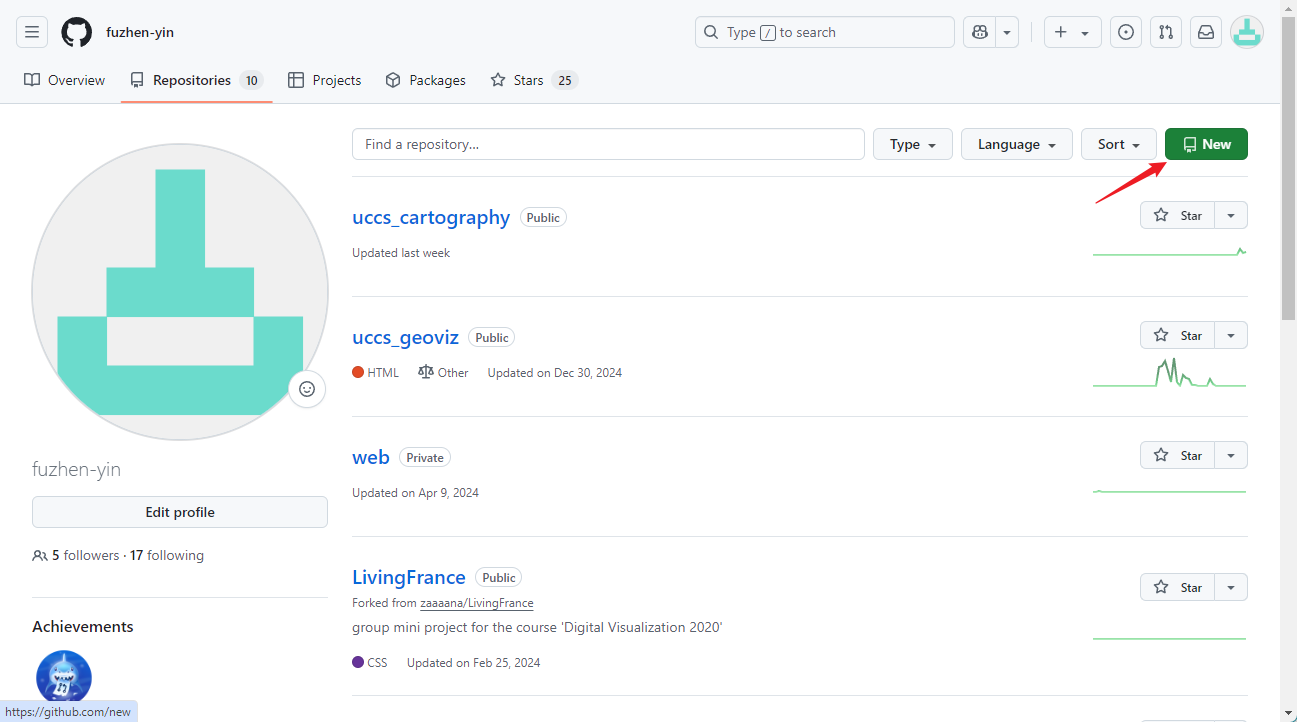 fuzhen-yin
Type / to search
Overview
Repositories 10
Projects
Packages
Stars 25
Find a repository...
Type
Language
Sort
New
uccs_cartography Public
Star
Updated last week
uccs_geoviz Public
Star
HTML Other Updated on Dec 30, 2024
web Private
Star
Updated on Apr 9, 2024
LivingFrance Public
Star
Forked from zaaaana/LivingFrance
group mini project for the course 'Digital Visualization 2020'
CSS Updated on Feb 25, 2024
fuzhen-yin
Edit profile
5 followers · 17 following
Achievements
https://github.com/new